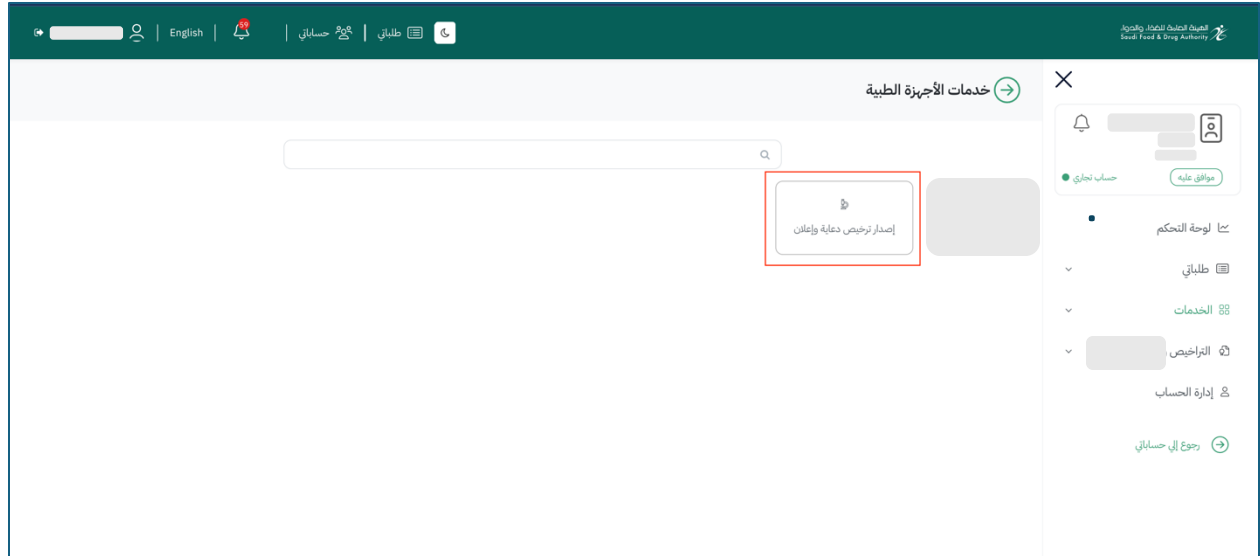 الهيئة العامة للغذاء والدواء
Saudi Food & Drug Authority
طلباتي
حساباتي
59
English
خدمات الأجهزة الطبية
موافق عليه
حساب تجاري
إصدار ترخيص دعاية وإعلان
لوحة التحكم
طلباتي
الخدمات
التراخيص
إدارة الحساب
رجوع إلي حساباتي